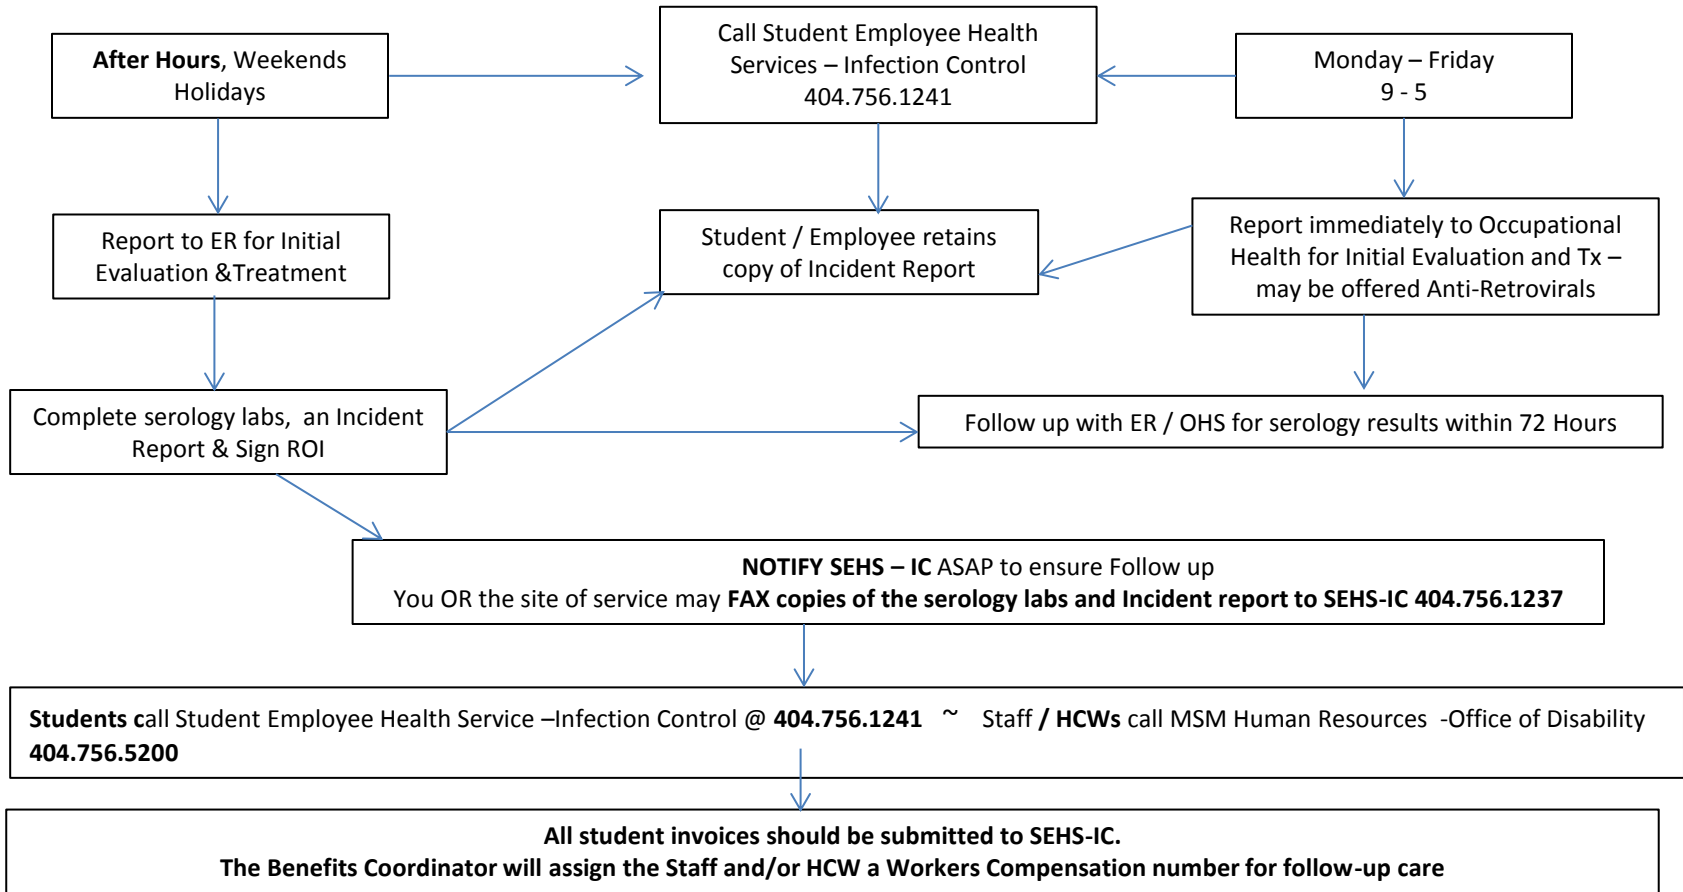 After Hours, Weekends
Holidays
Call Student Employee Health
Services – Infection Control
404.756.1241
Monday – Friday
9 - 5
Report to ER for Initial
Evaluation &Treatment
Student / Employee retains
copy of Incident Report
Report immediately to Occupational
Health for Initial Evaluation and Tx –
may be offered Anti-Retrovirals
Complete serology labs, an Incident
Report & Sign ROI
Follow up with ER / OHS for serology results within 72 Hours
NOTIFY SEHS – IC ASAP to ensure Follow up
You OR the site of service may FAX copies of the serology labs and Incident report to SEHS-IC 404.756.1237
Students call Student Employee Health Service –Infection Control @ 404.756.1241 ~ Staff / HCWs call MSM Human Resources -Office of Disability
404.756.5200
All student invoices should be submitted to SEHS-IC.
The Benefits Coordinator will assign the Staff and/or HCW a Workers Compensation number for follow-up care